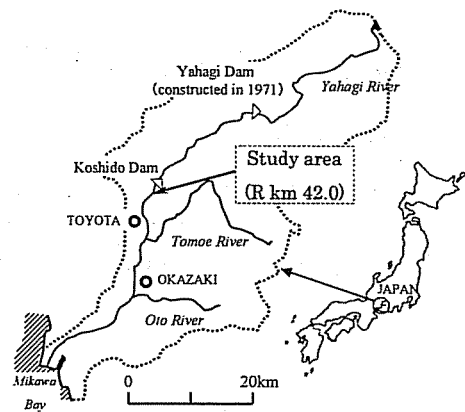 Yahagi Dam
(constructed in 1971)
Yahagi River
Koshido Dam
Study area
(R km 42.0)
TOYOTA
Tomoe River
OKAZAKI
JAPAN
Oto River
Mikawa
Bay
0 20km